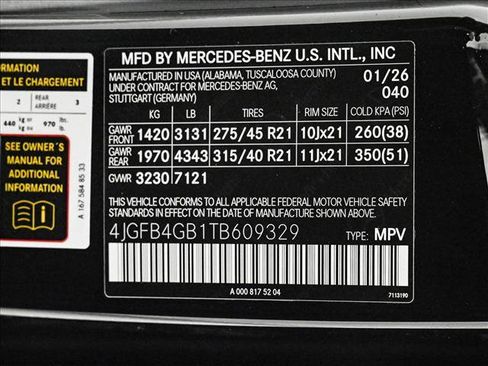 ORMATION
ET LE CHARGEMENT
2 REAR ARRIÈRE 3
440 kg or kg ou 970 lbs. lb.
SEE OWNER´S
MANUAL FOR
ADDITIONAL
INFORMATION
A 167 584 85 33
MFD BY MERCEDES-BENZ U.S. INTL., INC
MANUFACTURED IN USA (ALABAMA, TUSCALOOSA COUNTY)
UNDER CONTRACT FOR MERCEDES-BENZ AG,
STUTTGART (GERMANY)
01/26
040
KG LB TIRES RIM SIZE COLD KPA (PSI)
GAWR FRONT 1420 3131 275/45 R21 10Jx21 260(38)
GAWR REAR 1970 4343 315/40 R21 11Jx21 350(51)
GVWR 3230 7121
THIS VEHICLE CONFORMS TO ALL APPLICABLE FEDERAL MOTOR VEHICLE SAFETY
STANDARDS IN EFFECT ON THE DATE OF MANUFACTURE SHOWN ABOVE.
4JGFB4GB1TB609329 TYPE: MPV
A 000 817 52 04
7113190